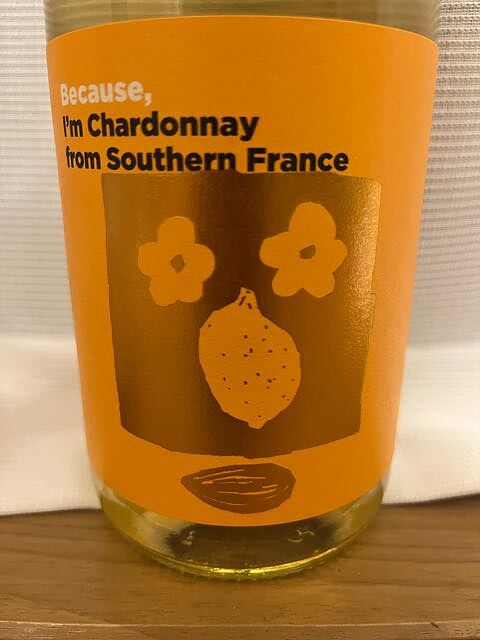 Because,
I'm Chardonnay
from Southern France